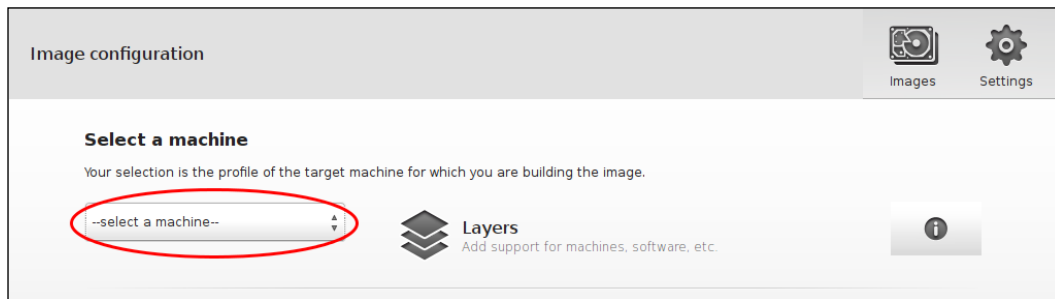 Image configuration
Images
Settings
Select a machine
Your selection is the profile of the target machine for which you are building the image.
--select a machine--
Layers
Add support for machines, software, etc.